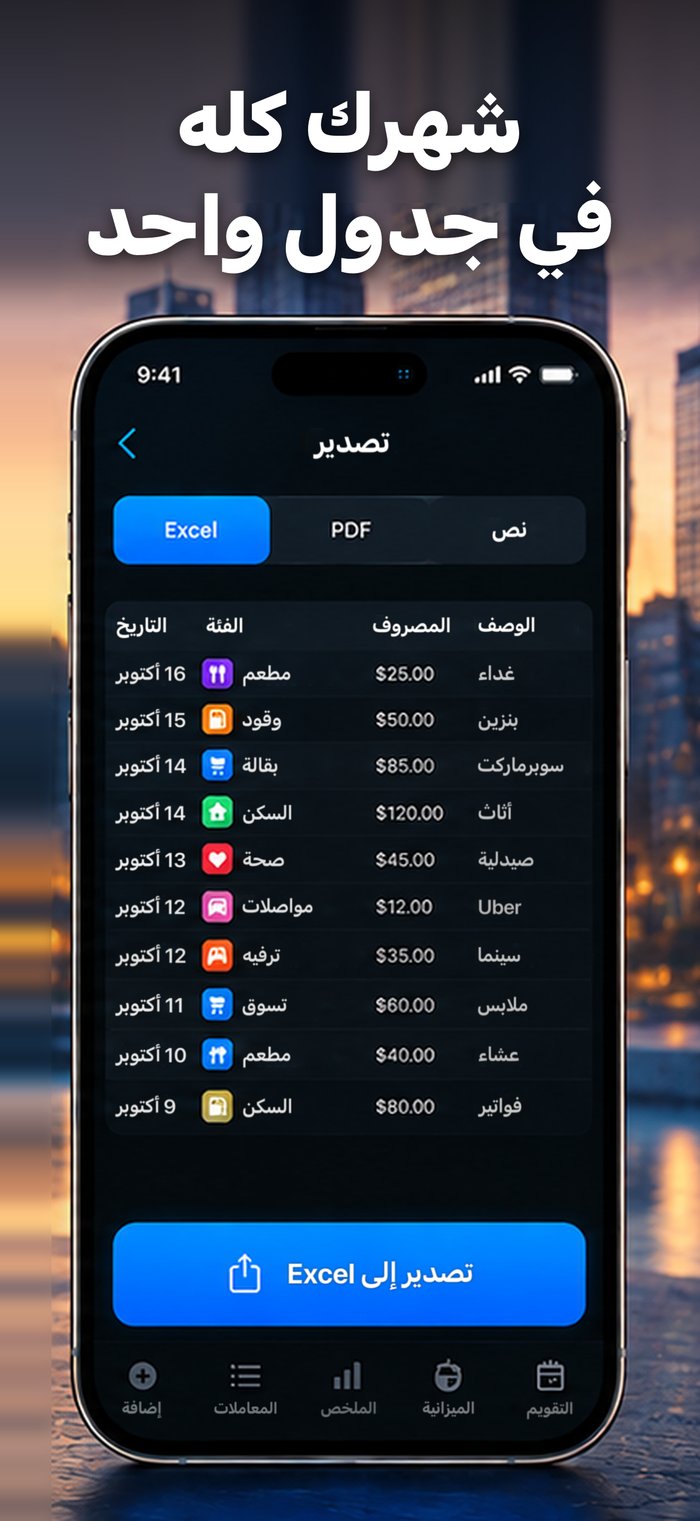 شهرك كله
في جدول واحد
9:41
تصدير
Excel PDF نص
التاريخ الفئة المصروف الوصف
16 أكتوبر مطعم $25.00 غداء
15 أكتوبر وقود $50.00 بنزين
14 أكتوبر بقالة $85.00 سوبرماركت
14 أكتوبر السكن $120.00 أثاث
13 أكتوبر صحة $45.00 صيدلية
12 أكتوبر مواصلات $12.00 Uber
12 أكتوبر ترفيه $35.00 سينما
11 أكتوبر تسوق $60.00 ملابس
10 أكتوبر مطعم $40.00 عشاء
9 أكتوبر السكن $80.00 فواتير
تصدير إلى Excel
إضافة المعاملات الملخص الميزانية التقويم